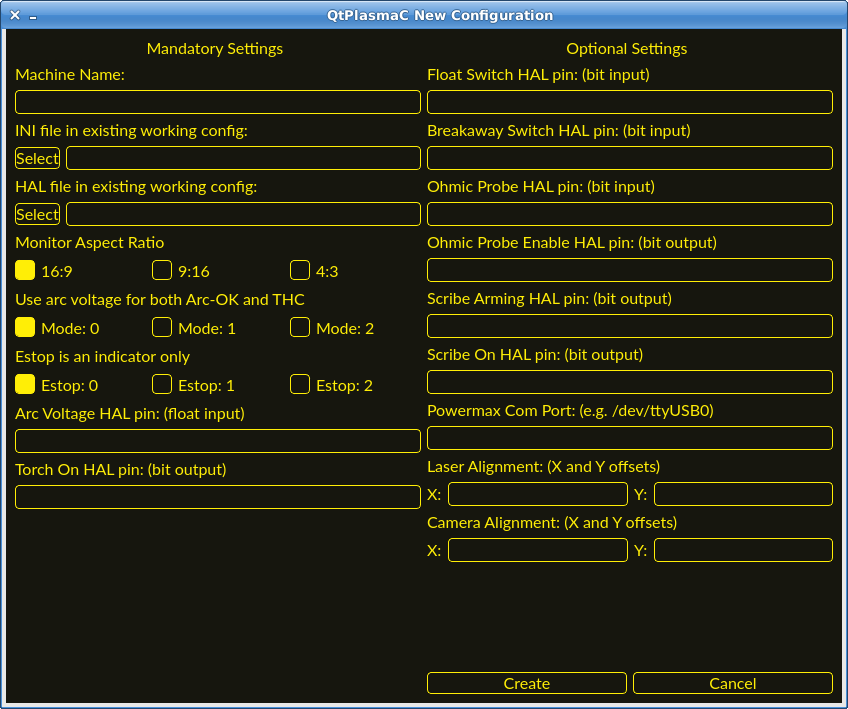 QtPlasmaC New Configuration
Mandatory Settings
Machine Name:
INI file in existing working config:
Select
HAL file in existing working config:
Select
Monitor Aspect Ratio
16:9 9:16 4:3
Use arc voltage for both Arc-OK and THC
Mode: 0 Mode: 1 Mode: 2
Estop is an indicator only
Estop: 0 Estop: 1 Estop: 2
Arc Voltage HAL pin: (float input)
Torch On HAL pin: (bit output)
Optional Settings
Float Switch HAL pin: (bit input)
Breakaway Switch HAL pin: (bit input)
Ohmic Probe HAL pin: (bit input)
Ohmic Probe Enable HAL pin: (bit output)
Scribe Arming HAL pin: (bit output)
Scribe On HAL pin: (bit output)
Powermax Com Port: (e.g. /dev/ttyUSB0)
Laser Alignment: (X and Y offsets)
X: Y:
Camera Alignment: (X and Y offsets)
X: Y:
Create Cancel